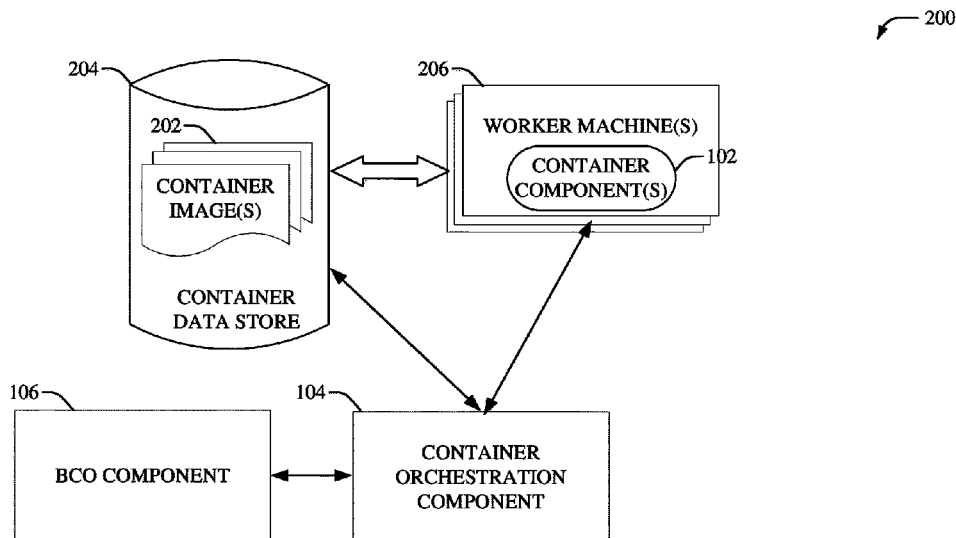 200
204
206
202
WORKER MACHINE(S)
102
CONTAINER
COMPONENT(S)
CONTAINER
IMAGE(S)
CONTAINER
DATA STORE
106
104
BCO COMPONENT
CONTAINER
ORCHESTRATION
COMPONENT